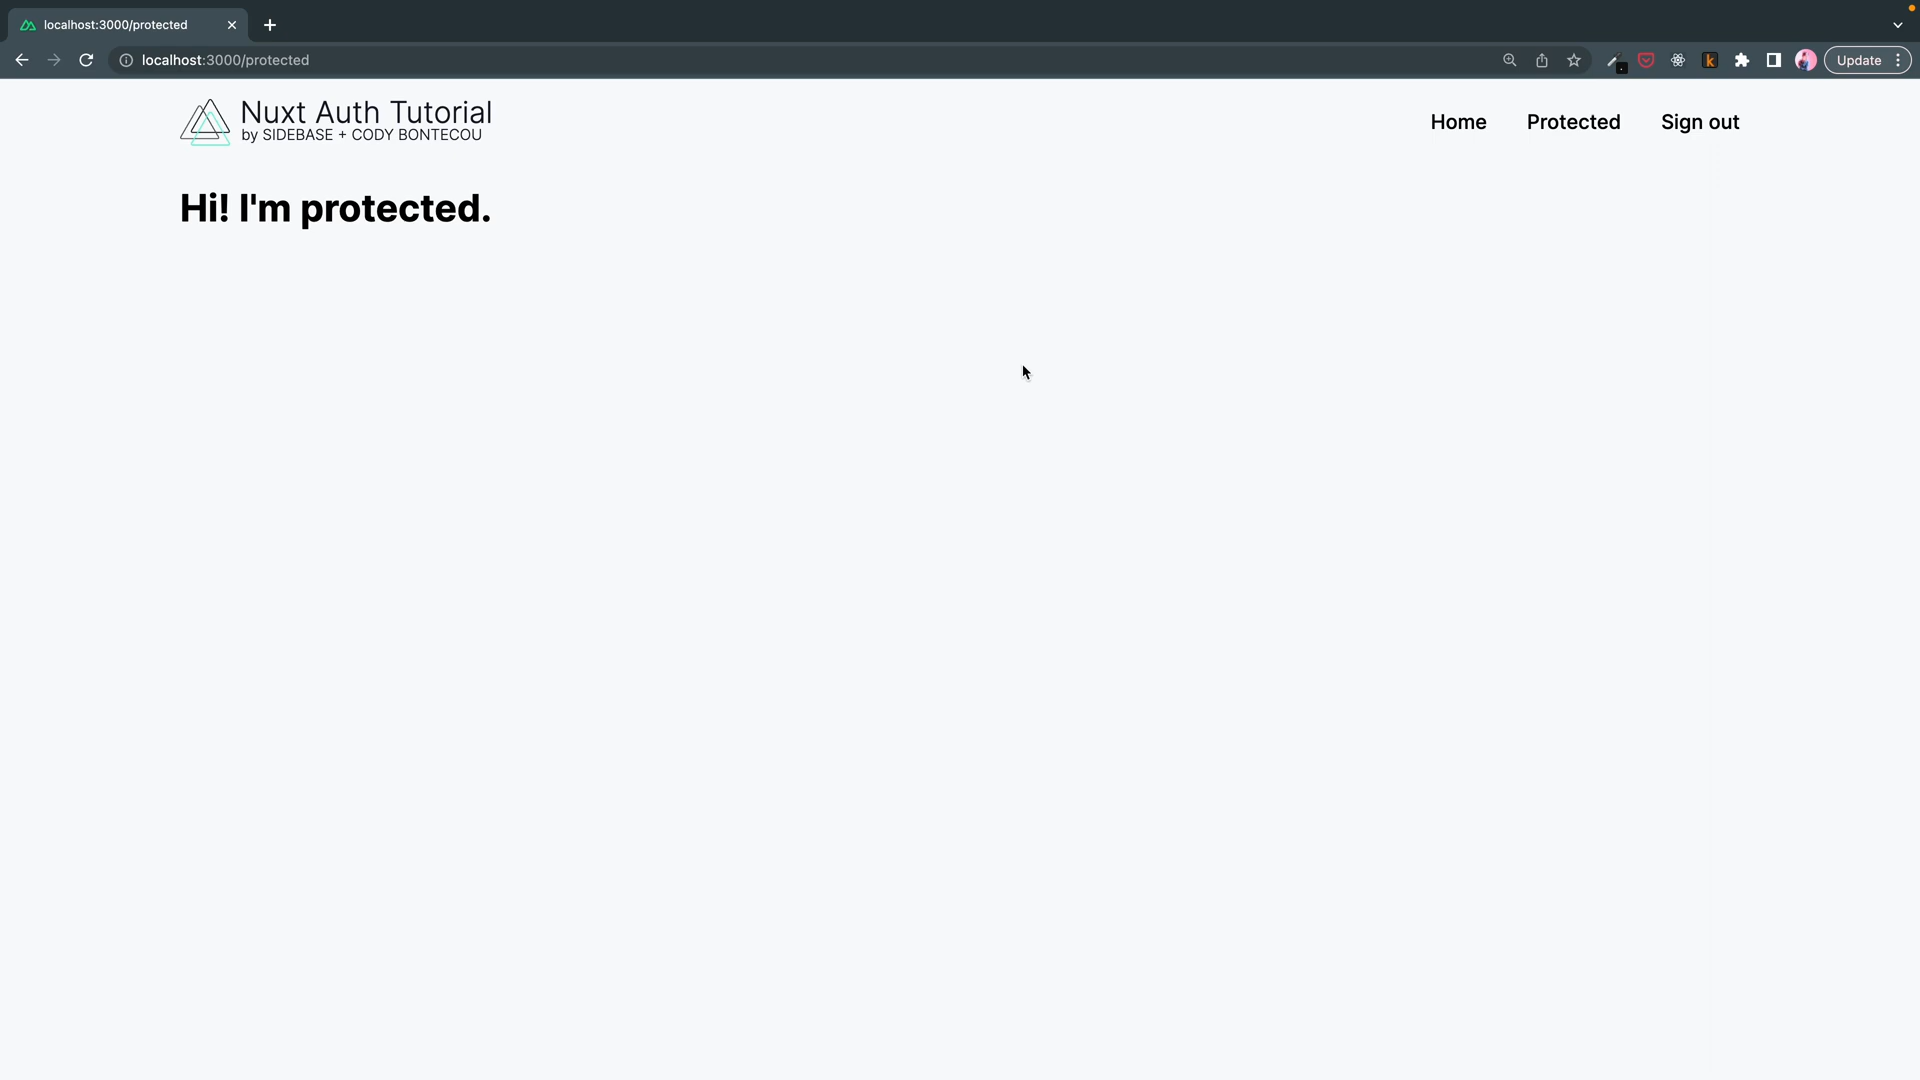 localhost:3000/protected
localhost:3000/protected
Update
Nuxt Auth Tutorial
by SIDEBASE + CODY BONTECOU
Home
Protected
Sign out
Hi! I'm protected.